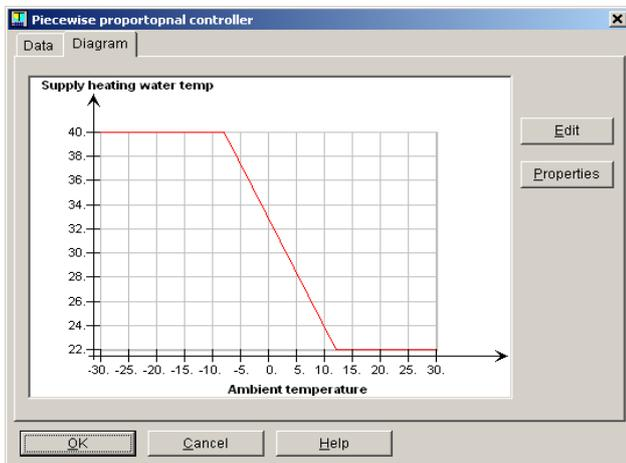 Piecewise proportopnal controller
Data Diagram
Supply heating water temp
40.
38.
36.
34.
32.
30.
28.
26.
24.
22.
-30. -25. -20. -15. -10. -5. 0. 5. 10. 15. 20. 25. 30.
Ambient temperature
Edit
Properties
OK Cancel Help